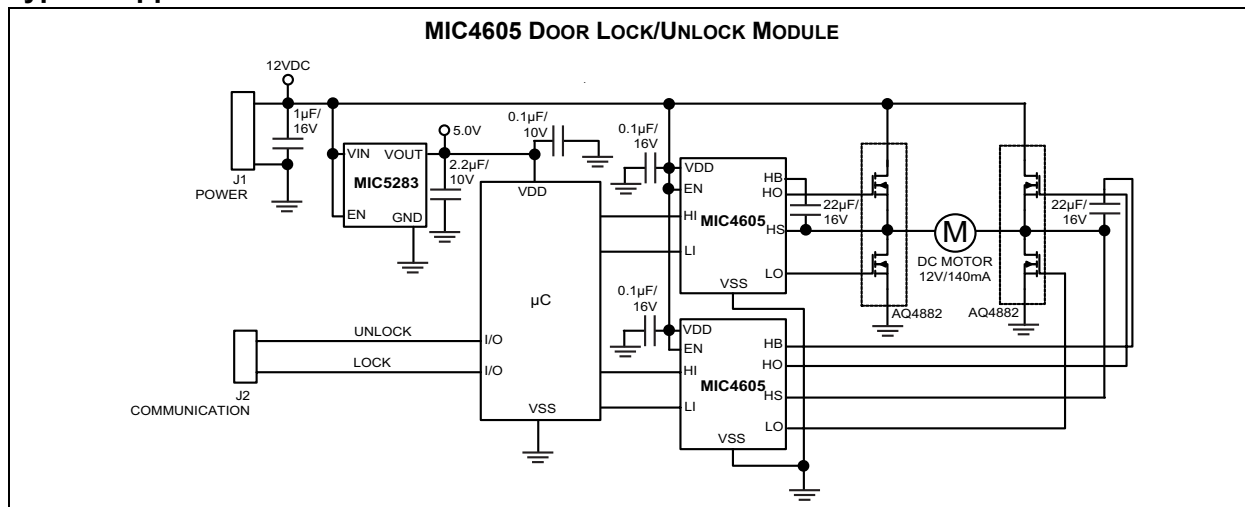 MIC4605 DOOR LOCK/UNLOCK MODULE
12VDC
1µF/
16V
J1
POWER
VIN
VOUT
MIC5283
EN
GND
5.0V
2.2µF/
10V
0.1µF/
10V
VDD
µC
I/O
I/O
VSS
UNLOCK
LOCK
J2
COMMUNICATION
0.1µF/
16V
VDD
EN
HI
LI
MIC4605
HB
HO
HS
LO
VSS
22µF/
16V
M
DC MOTOR
12V/140mA
AQ4882
AQ4882
22µF/
16V
0.1µF/
16V
VDD
EN
HI
LI
MIC4605
HB
HO
HS
LO
VSS